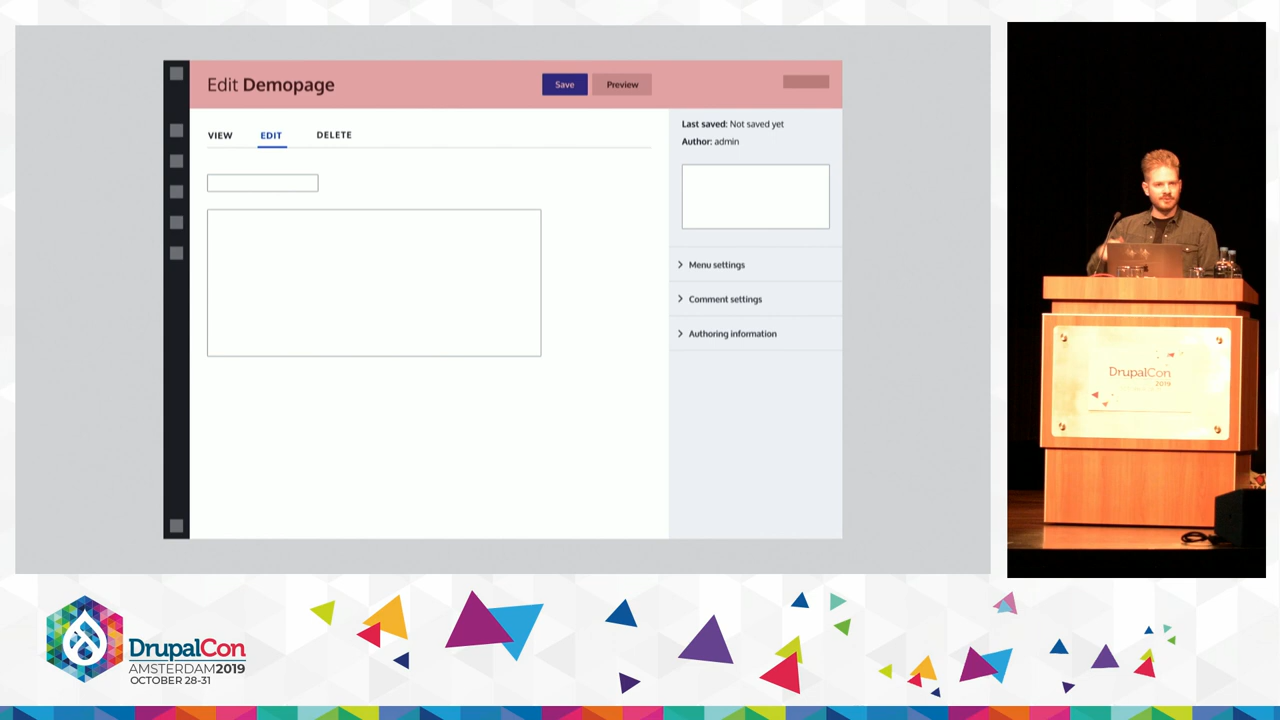 Edit Demopage
Save
Preview
VIEW
EDIT
DELETE
Last saved: Not saved yet
Author: admin
Menu settings
Comment settings
Authoring information
DrupalCon
2019
DrupalCon
AMSTERDAM2019
OCTOBER 28-31